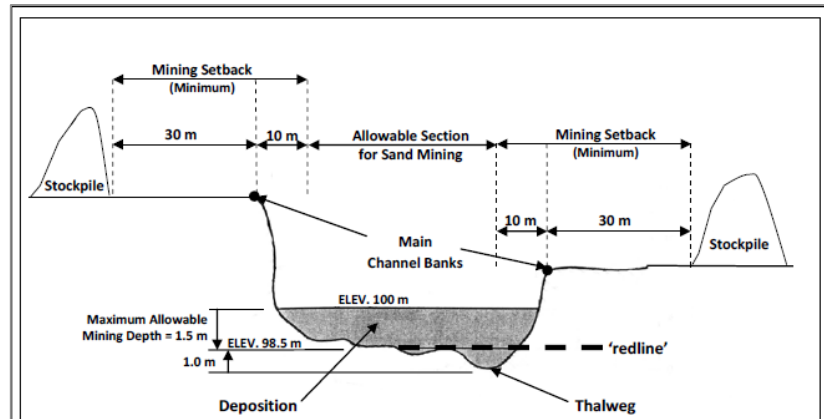 Mining Setback
(Minimum)
30 m
10 m
Allowable Section
for Sand Mining
Mining Setback
(Minimum)
Stockpile
10 m
30 m
Main
Channel Banks
Stockpile
ELEV. 100 m
Maximum Allowable
Mining Depth = 1.5 m
ELEV. 98.5 m
'redline'
1.0 m
Deposition
Thalweg